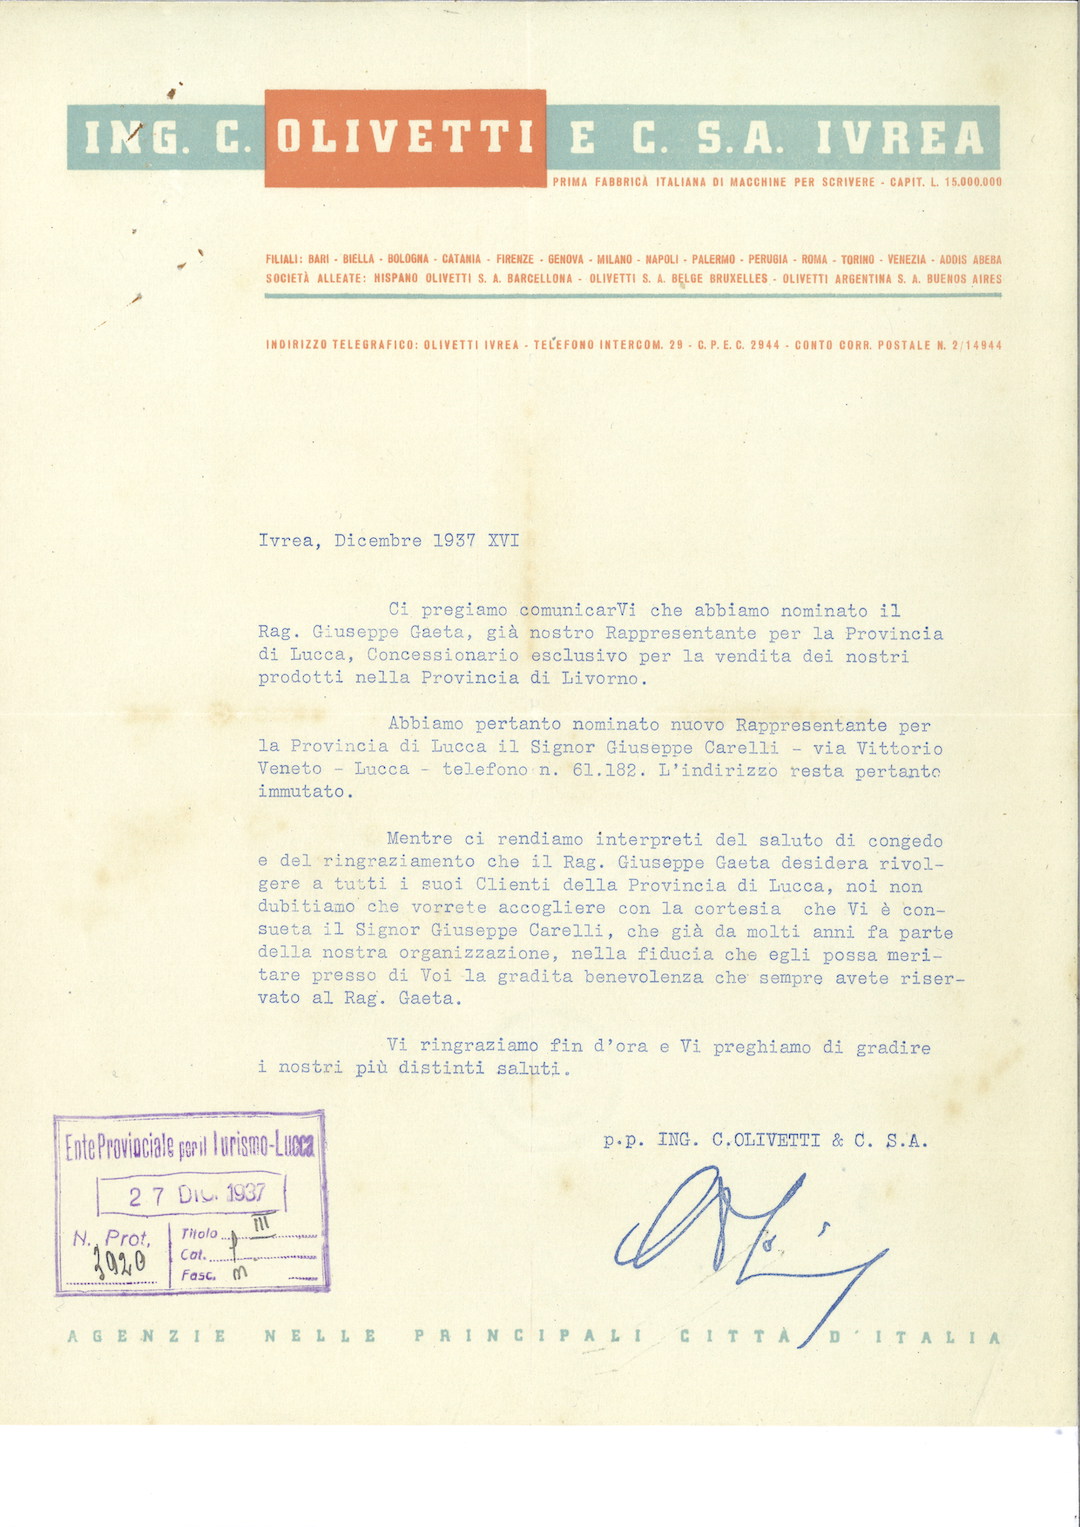 ING. C. OLIVETTI E C. S.A. IVREA
PRIMA FABBRICA ITALIANA DI MACCHINE PER SCRIVERE - CAPIT. L. 15.000.000
FILIALI: BARI - BIELLA - BOLOGNA - CATANIA - FIRENZE - GENOVA - MILANO - NAPOLI - PALERMO - PERUGIA - ROMA - TORINO - VENEZIA - ADDIS ABEBA
SOCIETÀ ALLEATE: HISPANO OLIVETTI S. A. BARCELLONA - OLIVETTI S. A. BELGE BRUXELLES - OLIVETTI ARGENTINA S. A. BUENOS AIRES
INDIRIZZO TELEGRAFICO: OLIVETTI IVREA - TELEFONO INTERCOM. 29 - C. P. E. C. 2944 - CONTO CORR. POSTALE N. 2/14944
Ivrea, Dicembre 1937 XVI
Ci pregiamo comunicarVi che abbiamo nominato il
Rag. Giuseppe Gaeta, già nostro Rappresentante per la Provincia
di Lucca, Concessionario esclusivo per la vendita dei nostri
prodotti nella Provincia di Livorno.
Abbiamo pertanto nominato nuovo Rappresentante per
la Provincia di Lucca il Signor Giuseppe Carelli - via Vittorio
Veneto - Lucca - telefono n. 61.182. L'indirizzo resta pertanto
immutato.
Mentre ci rendiamo interpreti del saluto di congedo
e del ringraziamento che il Rag. Giuseppe Gaeta desidera rivol-
gere a tutti i suoi Clienti della Provincia di Lucca, noi non
dubitiamo che vorrete accogliere con la cortesia che Vi è con-
sueta il Signor Giuseppe Carelli, che già da molti anni fa parte
della nostra organizzazione, nella fiducia che egli possa meri-
tare presso di Voi la gradita benevolenza che sempre avete riser-
vato al Rag. Gaeta.
Vi ringraziamo fin d'ora e Vi preghiamo di gradire
i nostri più distinti saluti.
p.p. ING. C.OLIVETTI & C. S.A.
Ente Provinciale per il Turismo-Lucca
27 DIC. 1937
N. Prot. 3920
Titolo III
Cat.
Fasc.
AGENZIE NELLE PRINCIPALI CITTÀ D'ITALIA